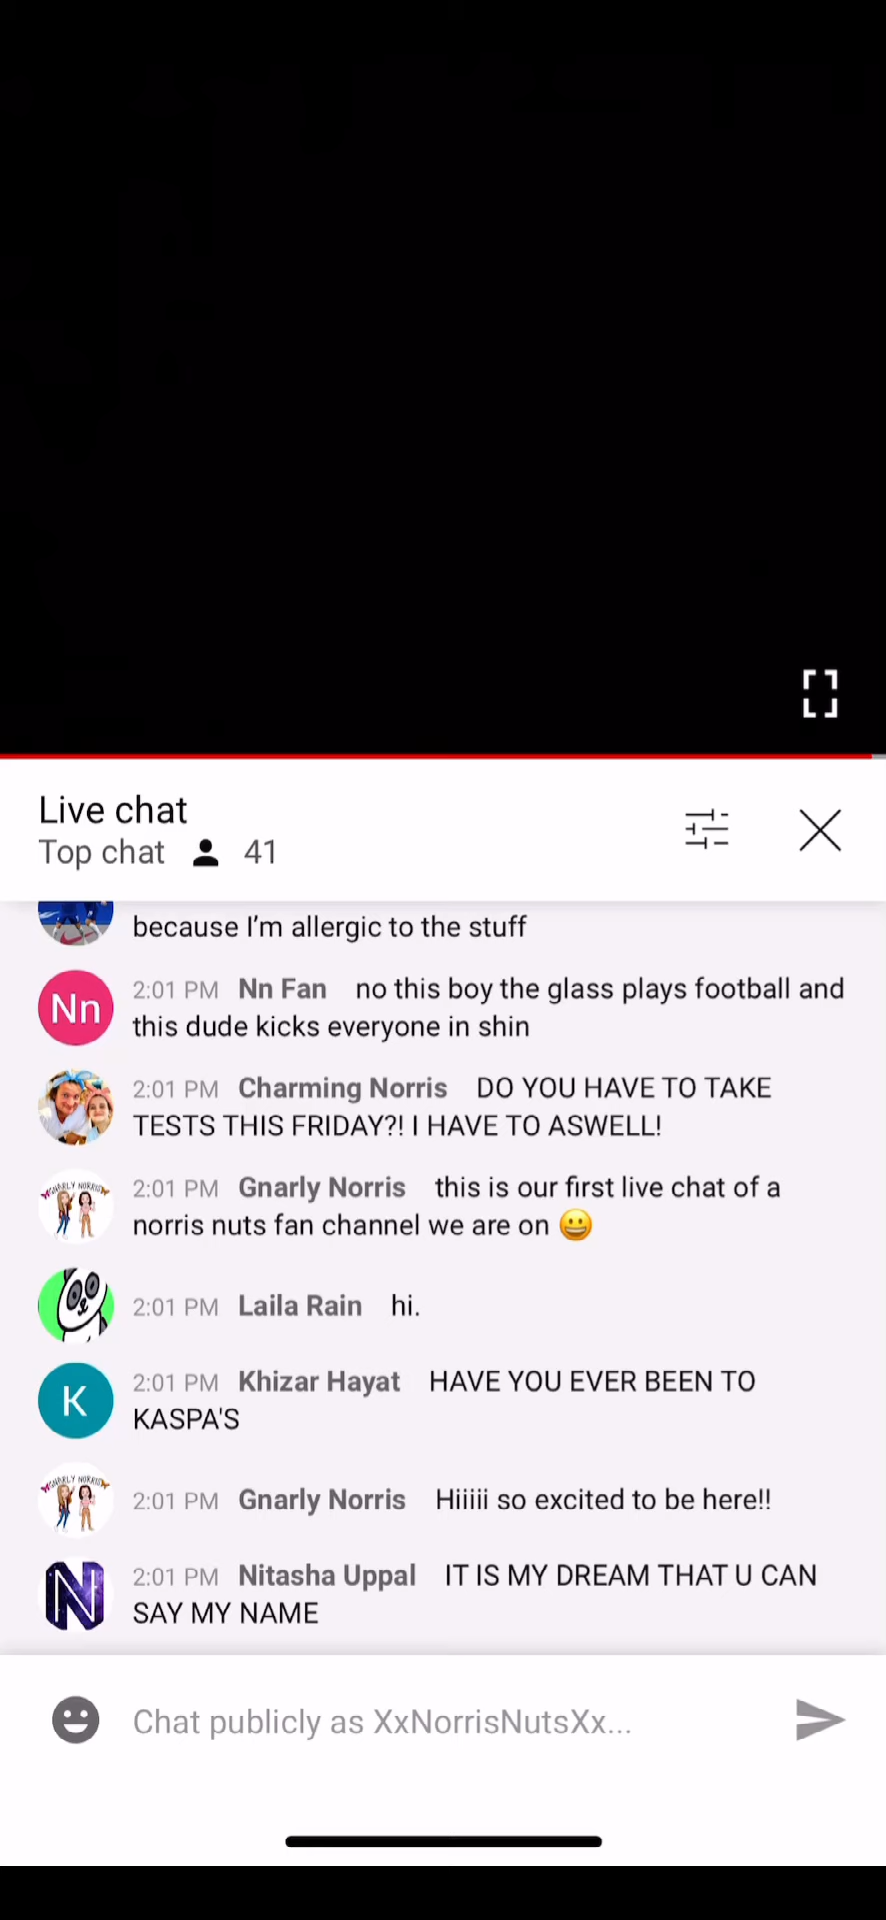 Live chat
Top chat 41
because I’m allergic to the stuff
Nn
2:01 PM Nn Fan no this boy the glass plays football and
this dude kicks everyone in shin
2:01 PM Charming Norris DO YOU HAVE TO TAKE
TESTS THIS FRIDAY?! I HAVE TO ASWELL!
GNARLY NORRIS
2:01 PM Gnarly Norris this is our first live chat of a
norris nuts fan channel we are on 😀
2:01 PM Laila Rain hi.
K
2:01 PM Khizar Hayat HAVE YOU EVER BEEN TO
KASPA'S
GNARLY NORRIS
2:01 PM Gnarly Norris Hiiiii so excited to be here!!
N
2:01 PM Nitasha Uppal IT IS MY DREAM THAT U CAN
SAY MY NAME
Chat publicly as XxNorrisNutsXx...